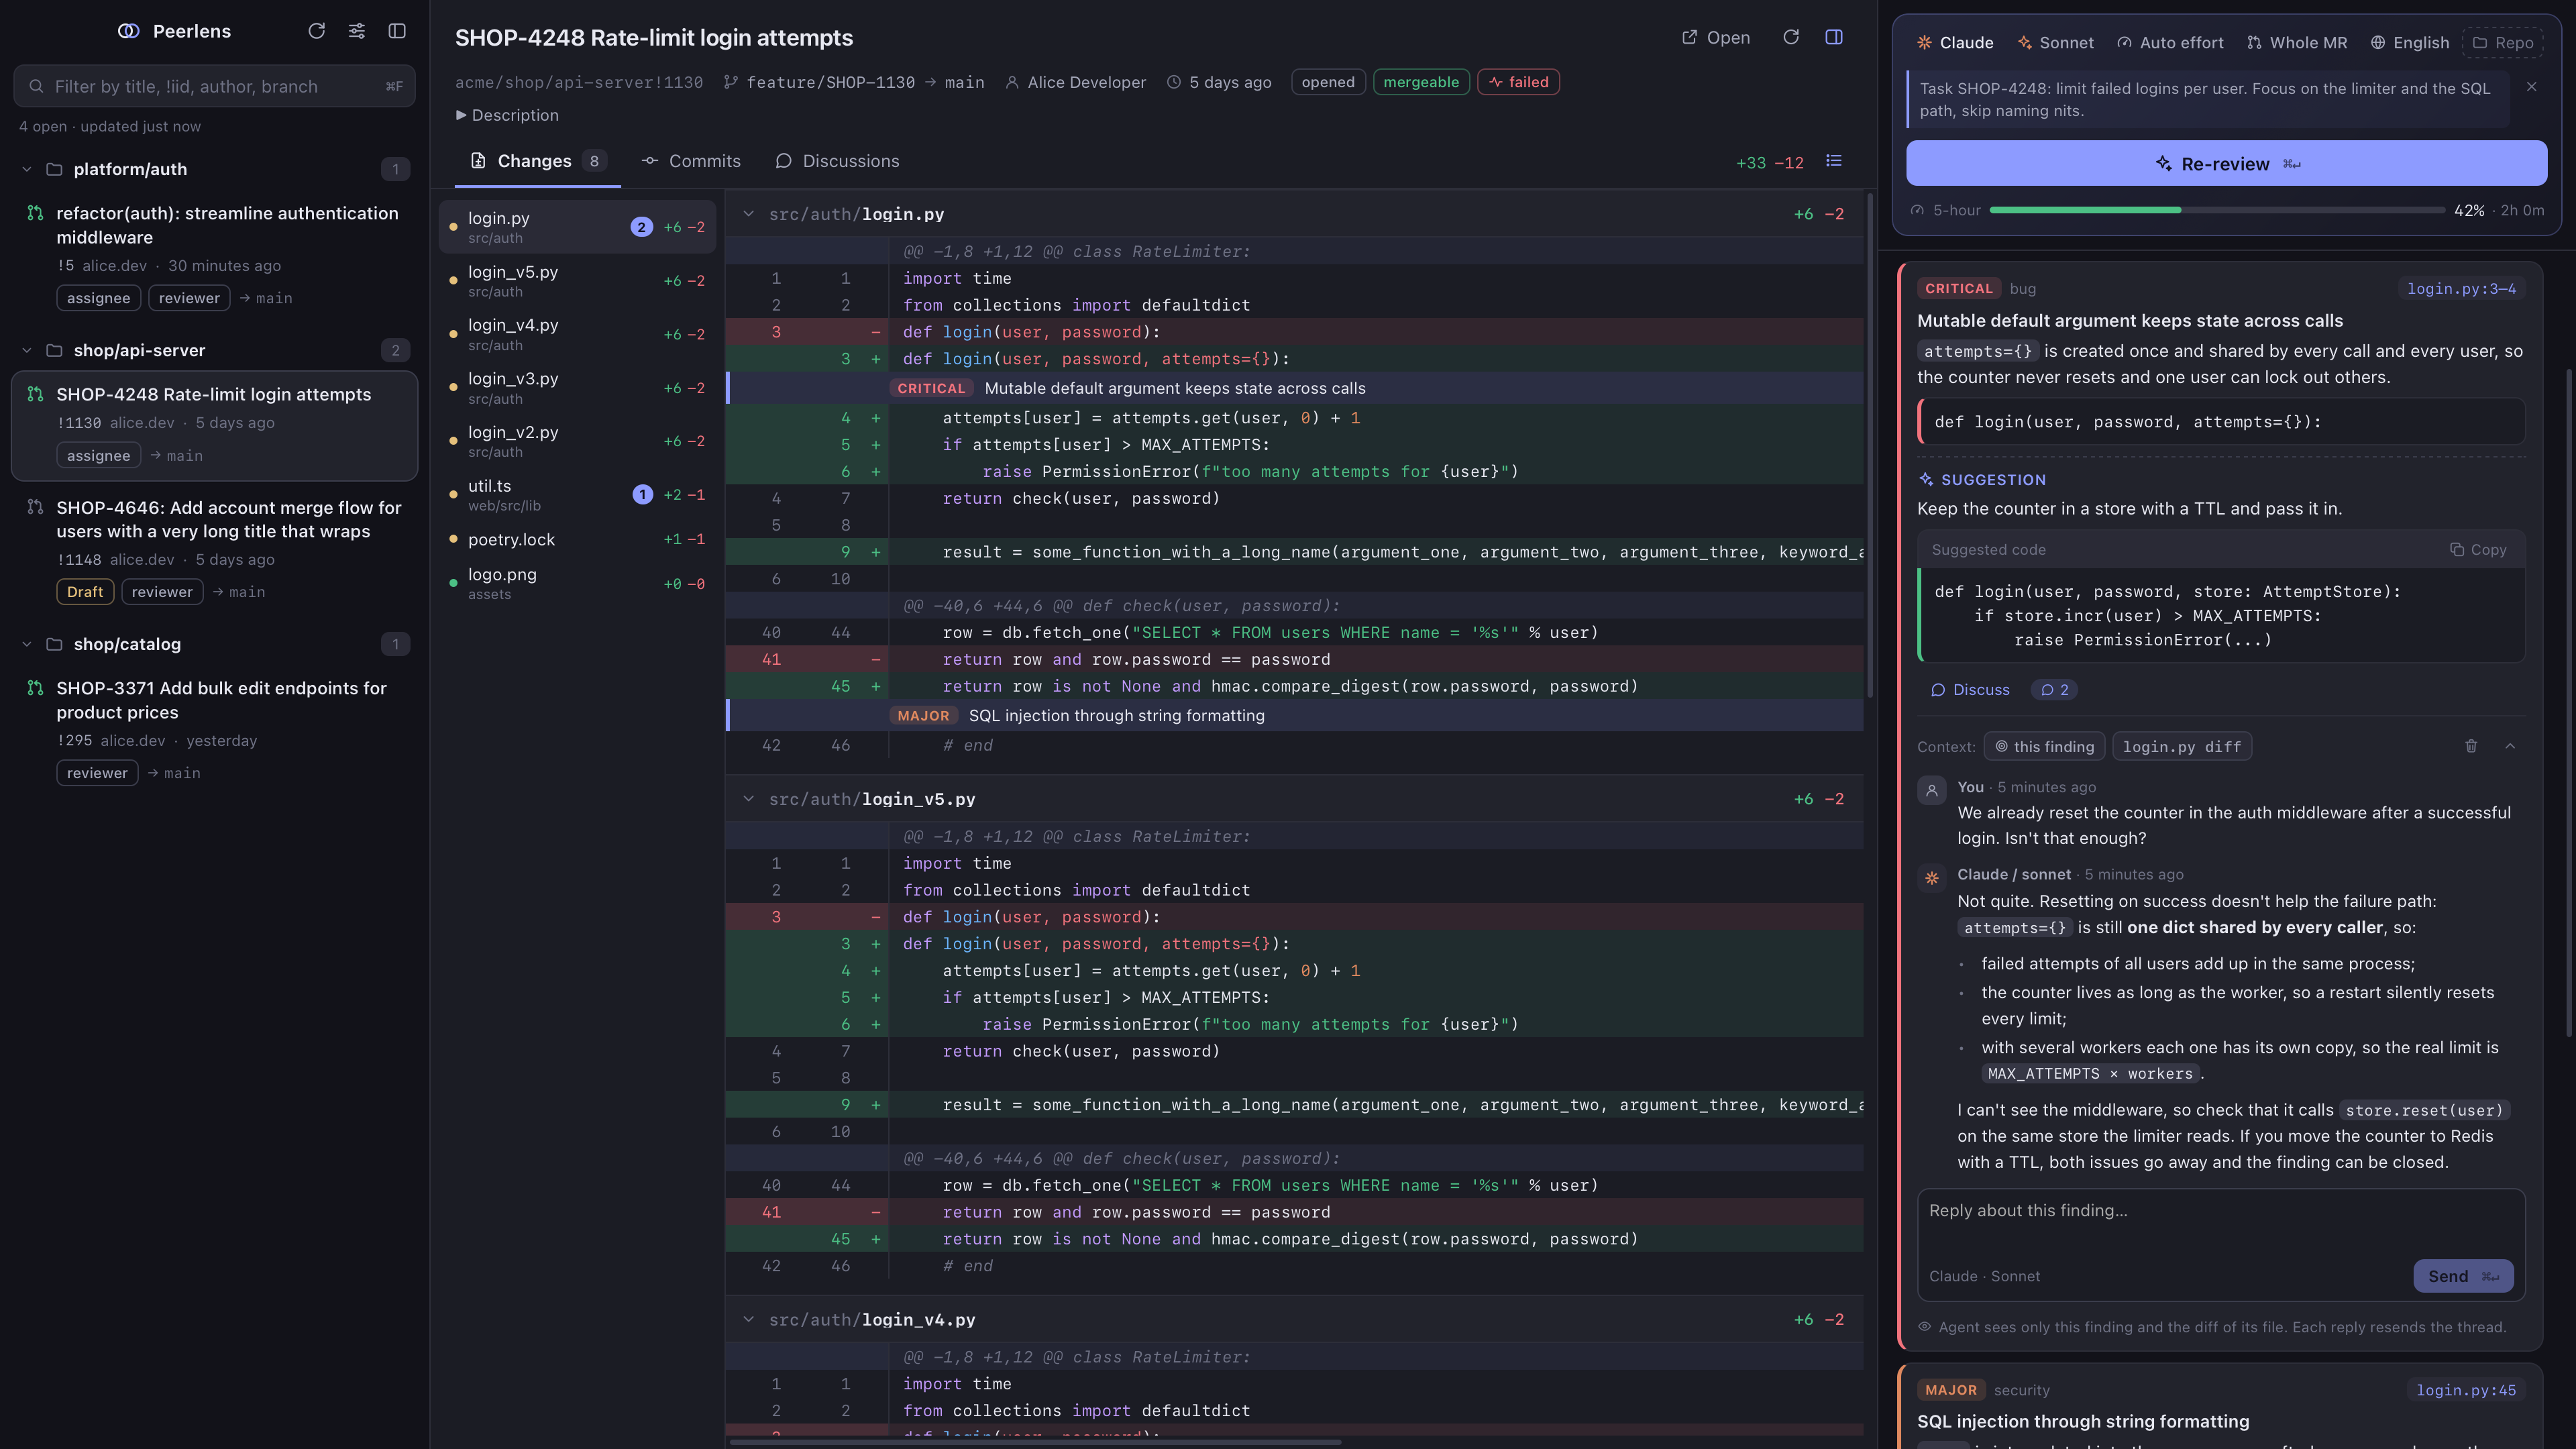 Peerlens
Filter by title, !iid, author, branch ⌘F
4 open · updated just now
platform/auth 1
refactor(auth): streamline authentication
middleware
!5 alice.dev · 30 minutes ago
assignee reviewer → main
shop/api-server 2
SHOP-4248 Rate-limit login attempts
!1130 alice.dev · 5 days ago
assignee → main
SHOP-4646: Add account merge flow for
users with a very long title that wraps
!1148 alice.dev · 5 days ago
Draft reviewer → main
shop/catalog 1
SHOP-3371 Add bulk edit endpoints for
product prices
!295 alice.dev · yesterday
reviewer → main
SHOP-4248 Rate-limit login attempts
Open
acme/shop/api-server!1130 feature/SHOP-1130 → main Alice Developer 5 days ago opened mergeable failed
▶ Description
Changes 8 Commits Discussions
+33 −12
login.py 2 +6 −2
src/auth
login_v5.py +6 −2
src/auth
login_v4.py +6 −2
src/auth
login_v3.py +6 −2
src/auth
login_v2.py +6 −2
src/auth
util.ts 1 +2 −1
web/src/lib
poetry.lock +1 −1
logo.png +0 −0
assets
src/auth/login.py +6 −2
@@ −1,8 +1,12 @@ class RateLimiter:
1 1 import time
2 2 from collections import defaultdict
3 − def login(user, password):
3 + def login(user, password, attempts={}):
CRITICAL Mutable default argument keeps state across calls
4 + attempts[user] = attempts.get(user, 0) + 1
5 + if attempts[user] > MAX_ATTEMPTS:
6 + raise PermissionError(f"too many attempts for {user}")
4 7 return check(user, password)
5 8
9 + result = some_function_with_a_long_name(argument_one, argument_two, argument_three, keyword_a
6 10
@@ −40,6 +44,6 @@ def check(user, password):
40 44 row = db.fetch_one("SELECT * FROM users WHERE name = '%s'" % user)
41 − return row and row.password == password
45 + return row is not None and hmac.compare_digest(row.password, password)
MAJOR SQL injection through string formatting
42 46 # end
src/auth/login_v5.py +6 −2
@@ −1,8 +1,12 @@ class RateLimiter:
1 1 import time
2 2 from collections import defaultdict
3 − def login(user, password):
3 + def login(user, password, attempts={}):
4 + attempts[user] = attempts.get(user, 0) + 1
5 + if attempts[user] > MAX_ATTEMPTS:
6 + raise PermissionError(f"too many attempts for {user}")
4 7 return check(user, password)
5 8
9 + result = some_function_with_a_long_name(argument_one, argument_two, argument_three, keyword_a
6 10
@@ −40,6 +44,6 @@ def check(user, password):
40 44 row = db.fetch_one("SELECT * FROM users WHERE name = '%s'" % user)
41 − return row and row.password == password
45 + return row is not None and hmac.compare_digest(row.password, password)
42 46 # end
src/auth/login_v4.py +6 −2
@@ −1,8 +1,12 @@ class RateLimiter:
1 1 import time
2 2 from collections import defaultdict
Claude Sonnet Auto effort Whole MR English Repo
Task SHOP-4248: limit failed logins per user. Focus on the limiter and the SQL
path, skip naming nits.
Re-review ⌘↵
5-hour 42% · 2h 0m
CRITICAL bug login.py:3–4
Mutable default argument keeps state across calls
attempts={} is created once and shared by every call and every user, so
the counter never resets and one user can lock out others.
def login(user, password, attempts={}):
SUGGESTION
Keep the counter in a store with a TTL and pass it in.
Suggested code Copy
def login(user, password, store: AttemptStore):
if store.incr(user) > MAX_ATTEMPTS:
raise PermissionError(...)
Discuss 2
Context: this finding login.py diff
You · 5 minutes ago
We already reset the counter in the auth middleware after a successful
login. Isn't that enough?
Claude / sonnet · 5 minutes ago
Not quite. Resetting on success doesn't help the failure path:
attempts={} is still one dict shared by every caller, so:
· failed attempts of all users add up in the same process;
· the counter lives as long as the worker, so a restart silently resets
every limit;
· with several workers each one has its own copy, so the real limit is
MAX_ATTEMPTS × workers.
I can't see the middleware, so check that it calls store.reset(user)
on the same store the limiter reads. If you move the counter to Redis
with a TTL, both issues go away and the finding can be closed.
Reply about this finding…
Claude · Sonnet Send ⌘↵
Agent sees only this finding and the diff of its file. Each reply resends the thread.
MAJOR security login.py:45
SQL injection through string formatting